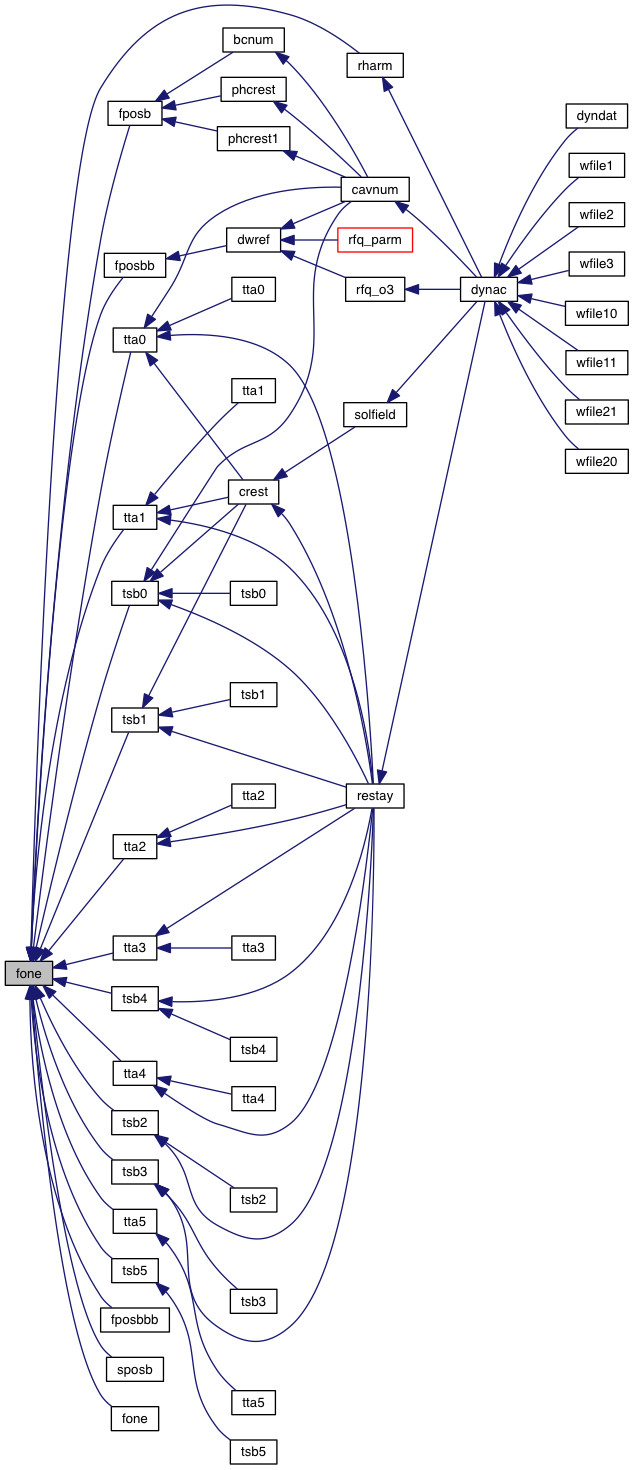 bcnum
rharm
phcrest
fposb
dyndat
phcrest1
wfile1
cavnum
wfile2
dwref
rfq_parm
fposbb
wfile3
tta0
rfq_o3
dynac
wfile10
tta0
wfile11
tta1
solfield
wfile21
wfile20
crest
tta1
tsb0
tsb0
tsb1
tsb1
tta2
restay
tta2
tta3
tta3
fone
tsb4
tsb4
tta4
tta4
tsb2
tsb3
tsb2
tta5
tsb5
tsb3
fposbbb
sposb
tta5
fone
tsb5